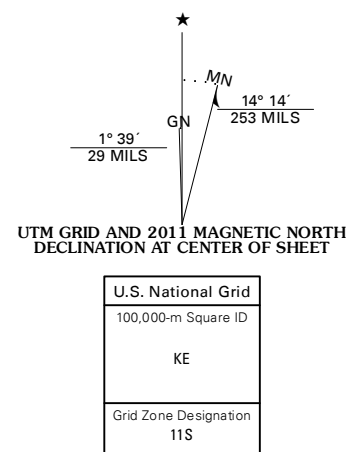 ★
MN
14° 14´
253 MILS
GN
1° 39´
29 MILS
UTM GRID AND 2011 MAGNETIC NORTH
DECLINATION AT CENTER OF SHEET
U.S. National Grid
100,000-m Square ID
KE
Grid Zone Designation
11S